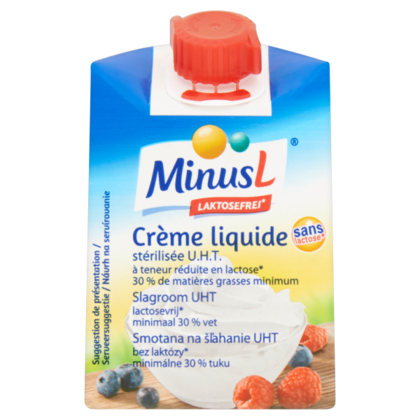 MinusL®
LAKTOSEFREI*
Crème liquide
sans
lactose*
stérilisée U.H.T.
à teneur réduite en lactose*
30 % de matières grasses minimum
Slagroom UHT
lactosevrij*
minimaal 30 % vet
Smotana na šľahanie UHT
bez laktózy*
minimálne 30 % tuku
Suggestion de présentation /
Serveersuggestie / Návrh na servírovanie